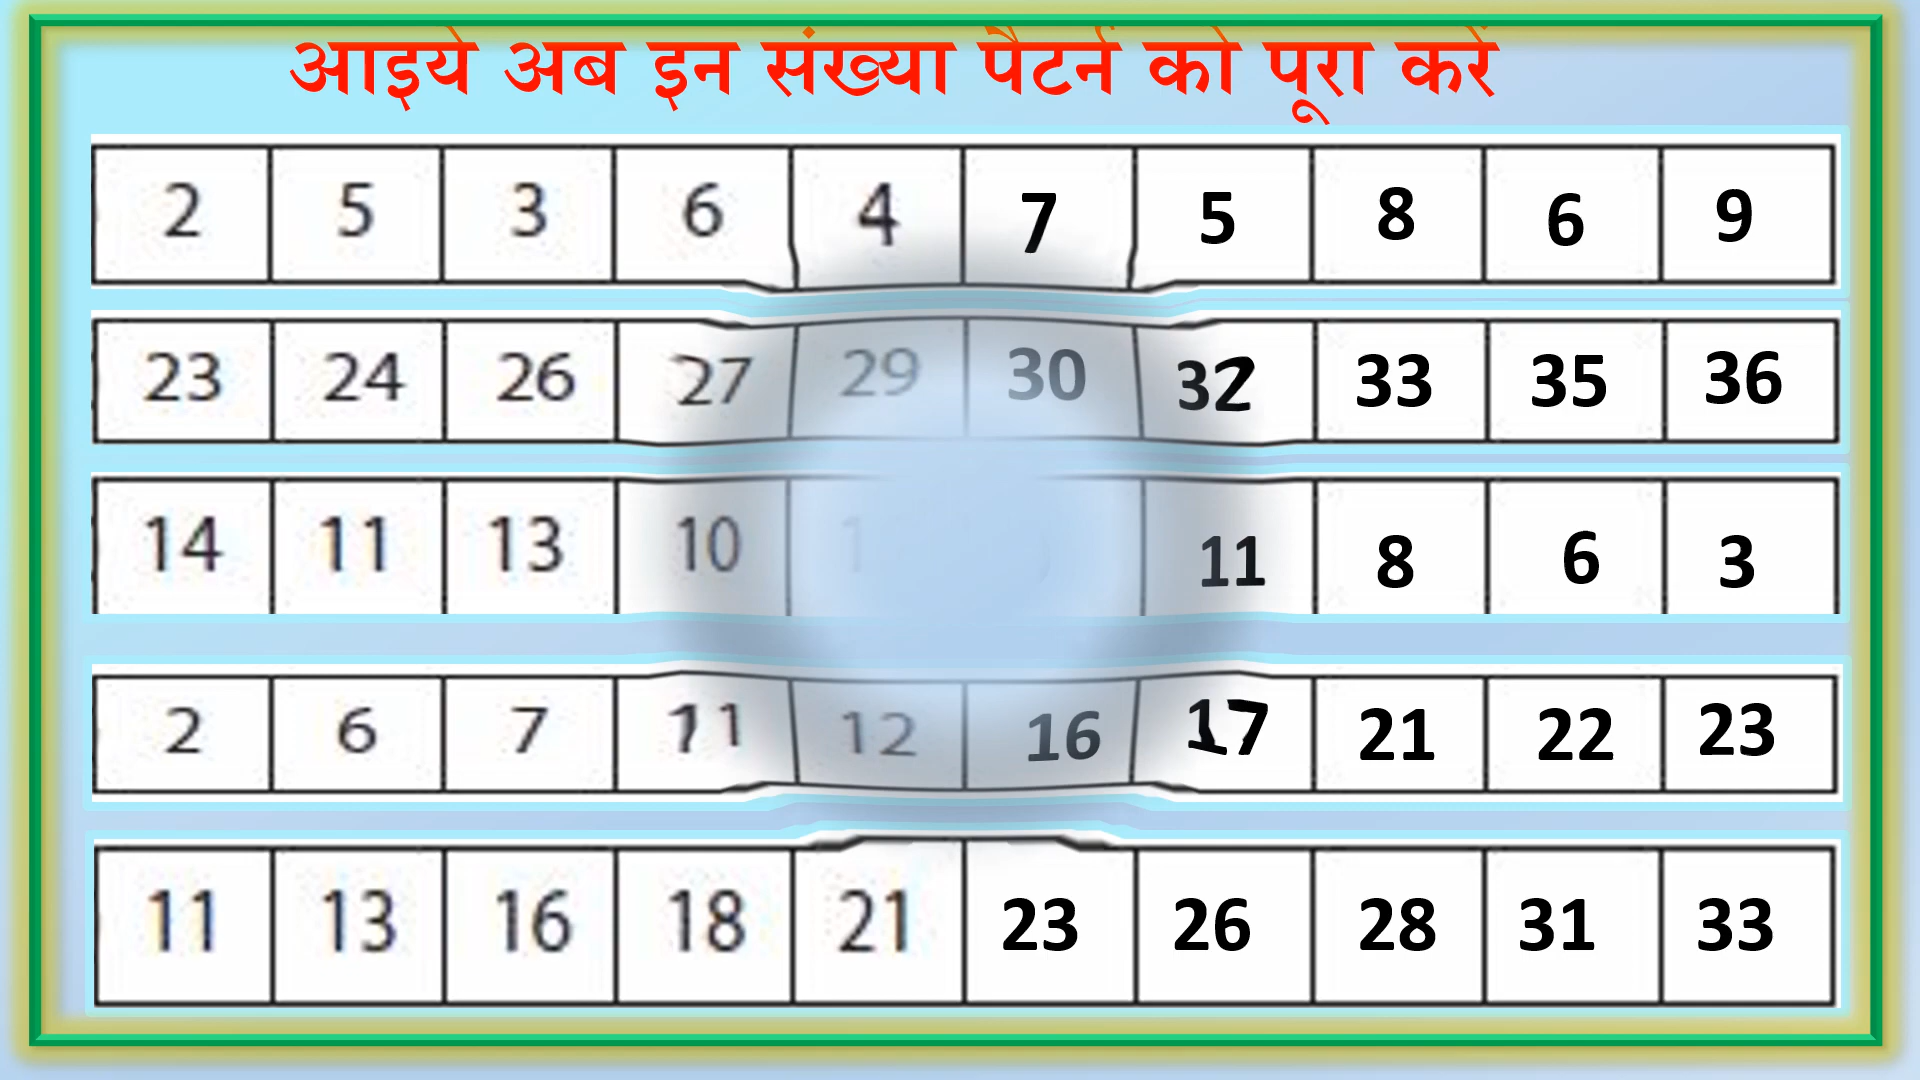 आइये अब इन संख्या पैटर्न को पूरा करें
2 5 3 6 4 7 5 8 6 9
23 24 26 27 29 30 32 33 35 36
14 11 13 10 11 8 6 3
2 6 7 11 12 16 17 21 22 23
11 13 16 18 21 23 26 28 31 33